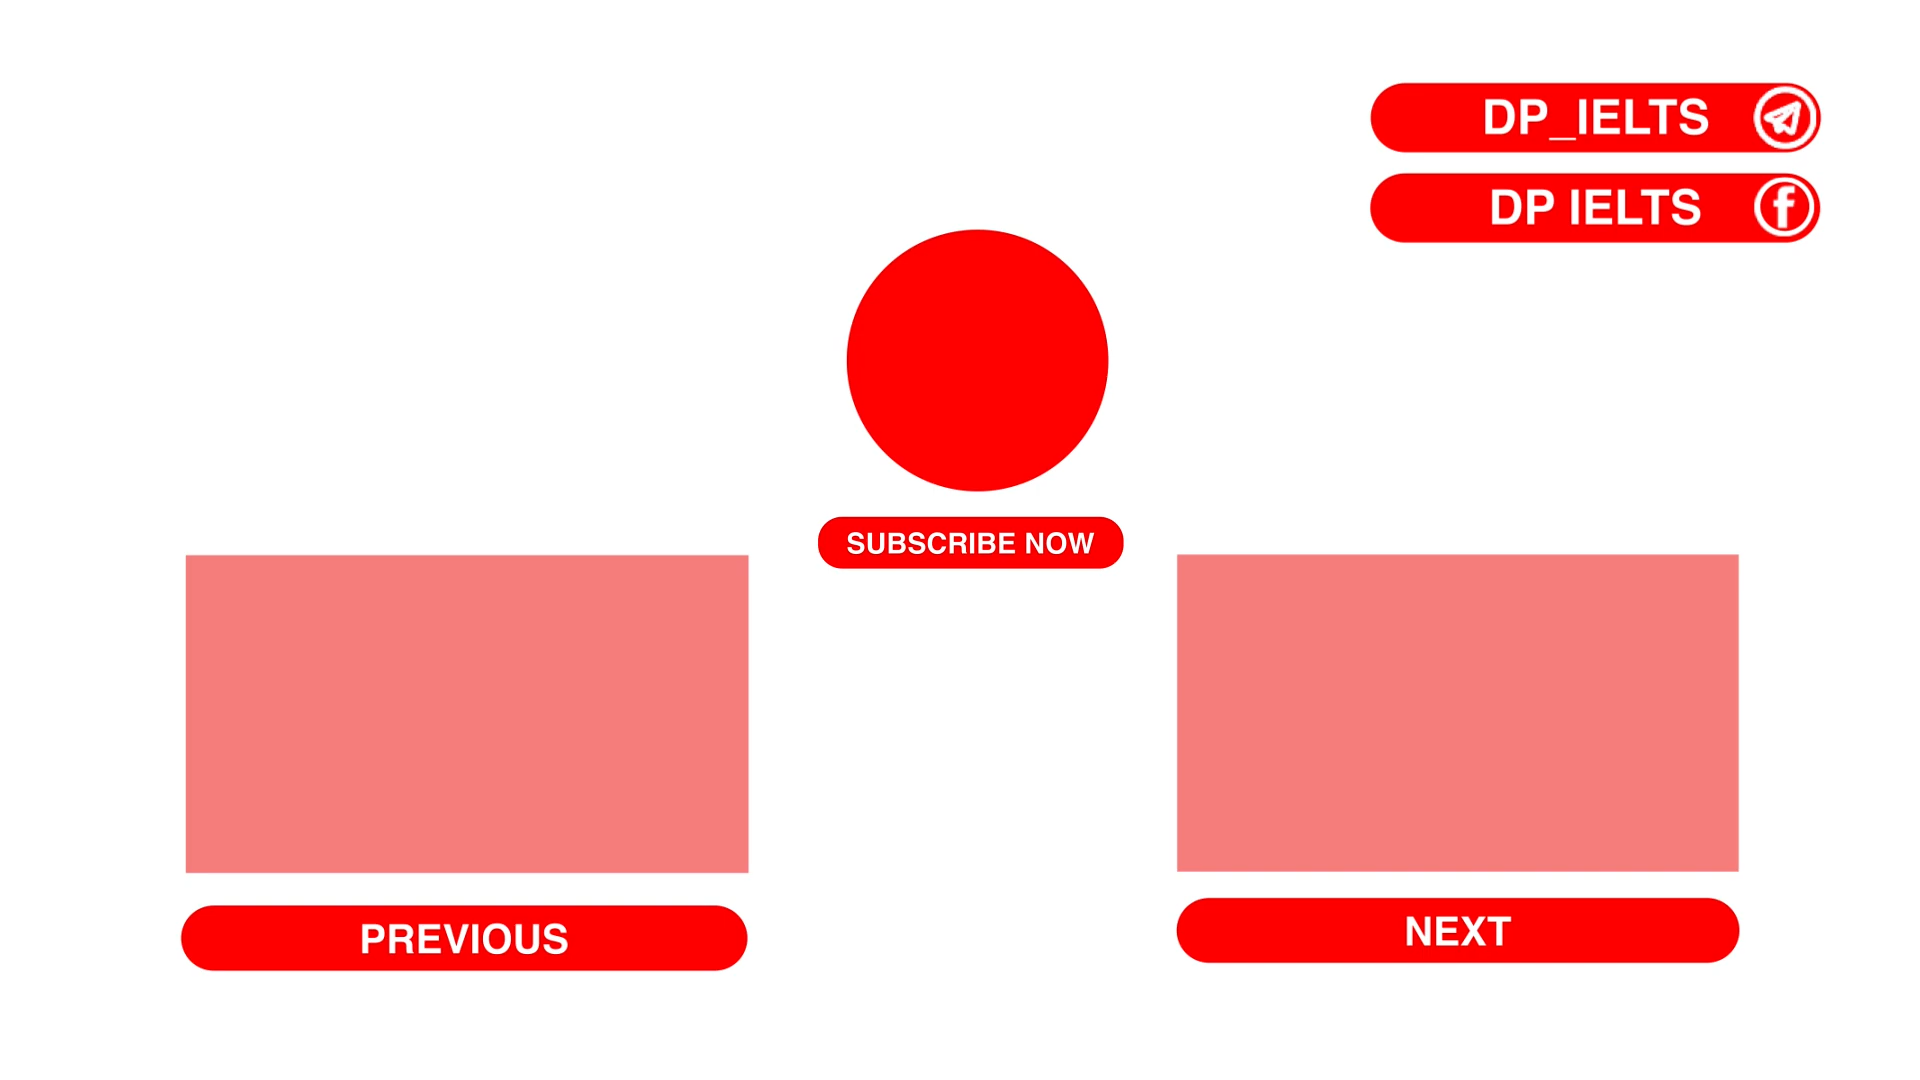 DP_IELTS
DP IELTS
SUBSCRIBE NOW
PREVIOUS
NEXT